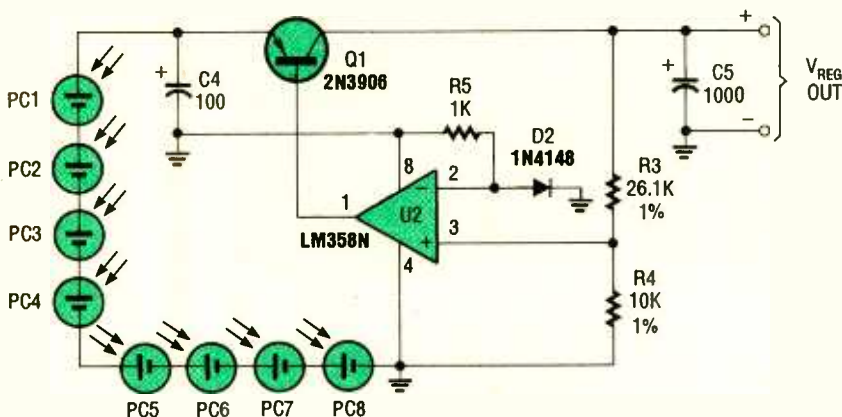 +
Q1
2N3906
C4
100
+
C5
1000
+
+
−
VREG
OUT
PC1
PC2
PC3
PC4
R5
1K
D2
1N4148
R3
26.1K
1%
8
2
−
1
U2
3
+
LM358N
4
R4
10K
1%
PC5
PC6
PC7
PC8